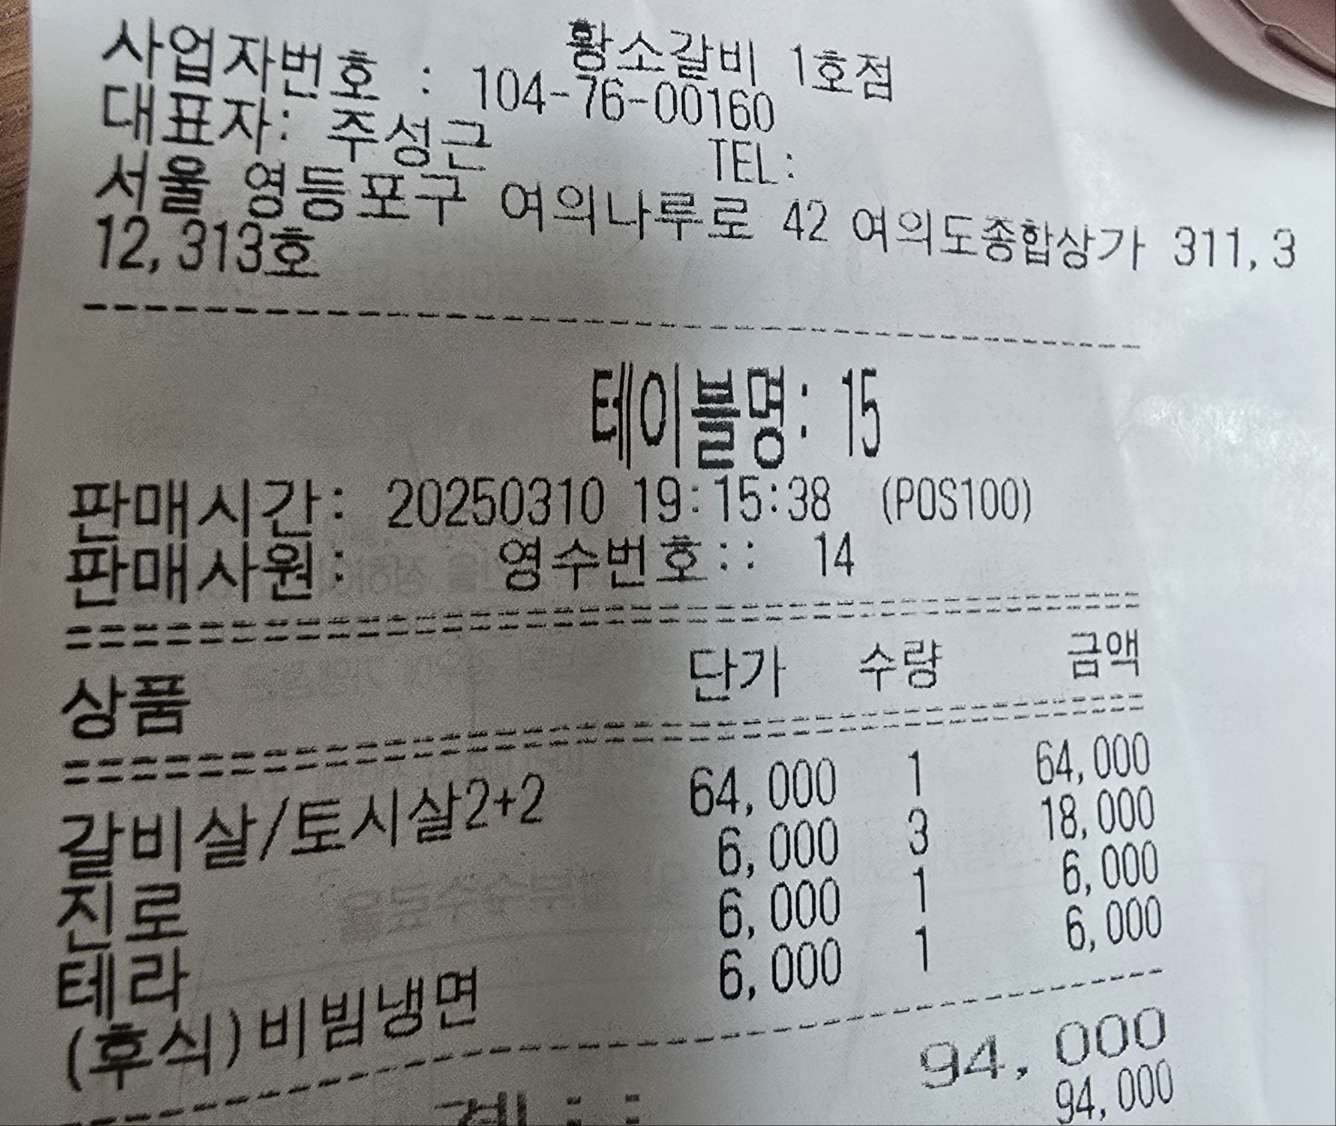 황소갈비 1호점
사업자번호 : 104-76-00160
대표자: 주성근 TEL:
서울 영등포구 여의나루로 42 여의도종합상가 311,3
12,313호
테이블명: 15
판매시간: 20250310 19:15:38 (POS100)
판매사원: 영수번호:: 14
상품 단가 수량 금액
갈비살/토시살2+2 64,000 1 64,000
진로 6,000 3 18,000
테라 6,000 1 6,000
(후식)비빔냉면 6,000 1 6,000
94,000
94,000